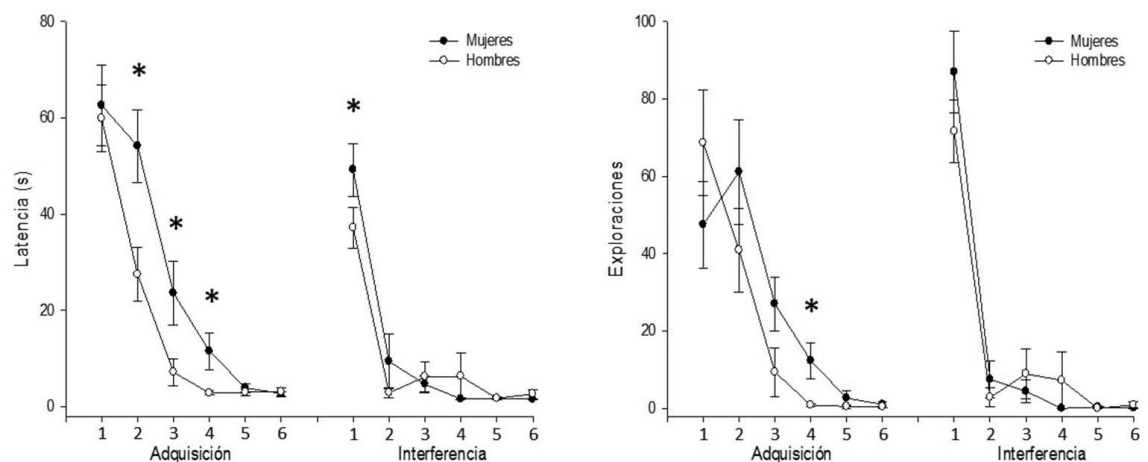 80
60
40
20
0
Latencia (s)
Mujeres
Hombres
*
*
*
*
1 2 3 4 5 6
1 2 3 4 5 6
Adquisición
Interferencia
100
80
60
40
20
0
Exploraciones
Mujeres
Hombres
*
1 2 3 4 5 6
1 2 3 4 5 6
Adquisición
Interferencia